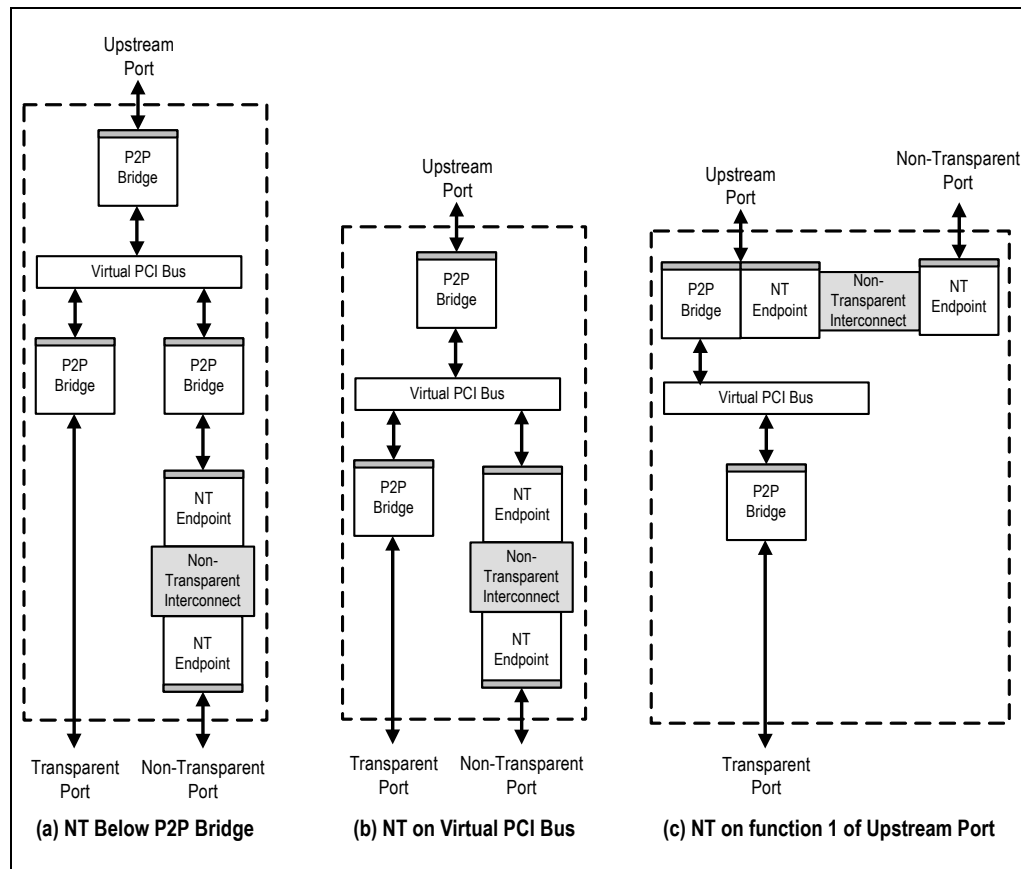 Upstream
Port
P2P
Bridge
Virtual PCI Bus
P2P
Bridge
P2P
Bridge
NT
Endpoint
Non-
Transparent
Interconnect
NT
Endpoint
Transparent
Port
Non-Transparent
Port
(a) NT Below P2P Bridge
Upstream
Port
P2P
Bridge
Virtual PCI Bus
P2P
Bridge
NT
Endpoint
Non-
Transparent
Interconnect
NT
Endpoint
Transparent
Port
Non-Transparent
Port
(b) NT on Virtual PCI Bus
Upstream
Port
Non-Transparent
Port
P2P
Bridge
NT
Endpoint
Non-
Transparent
Interconnect
NT
Endpoint
Virtual PCI Bus
P2P
Bridge
Transparent
Port
(c) NT on function 1 of Upstream Port